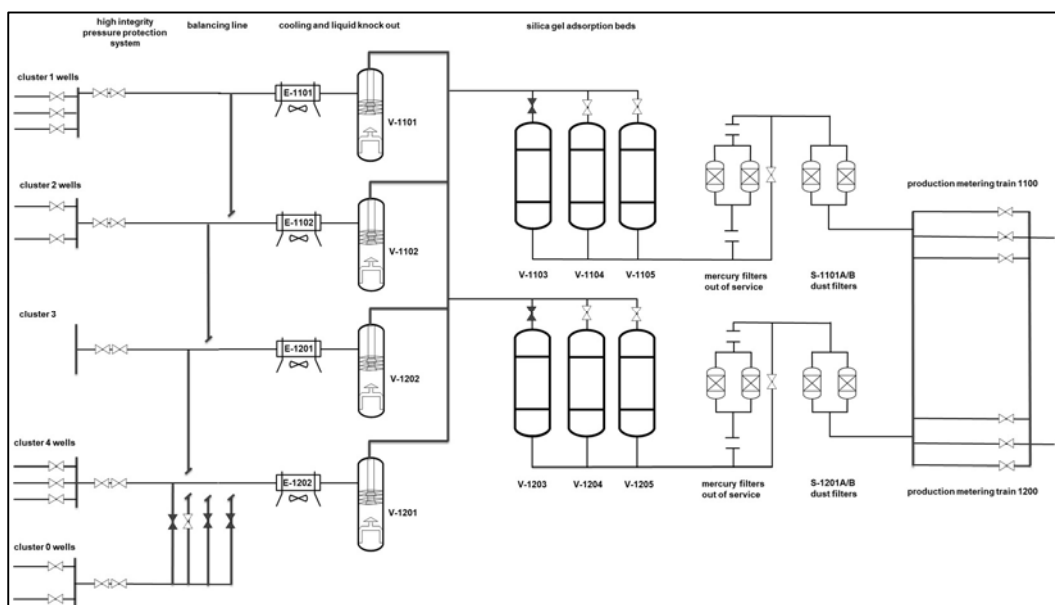 high integrity
pressure protection
system
balancing line
cooling and liquid knock out
silica gel adsorption beds
cluster 1 wells
E-1101
V-1101
cluster 2 wells
E-1102
V-1102
V-1103
V-1104
V-1105
mercury filters
out of service
S-1101A/B
dust filters
production metering train 1100
cluster 3
E-1201
V-1202
cluster 4 wells
E-1202
V-1201
V-1203
V-1204
V-1205
mercury filters
out of service
S-1201A/B
dust filters
production metering train 1200
cluster 0 wells